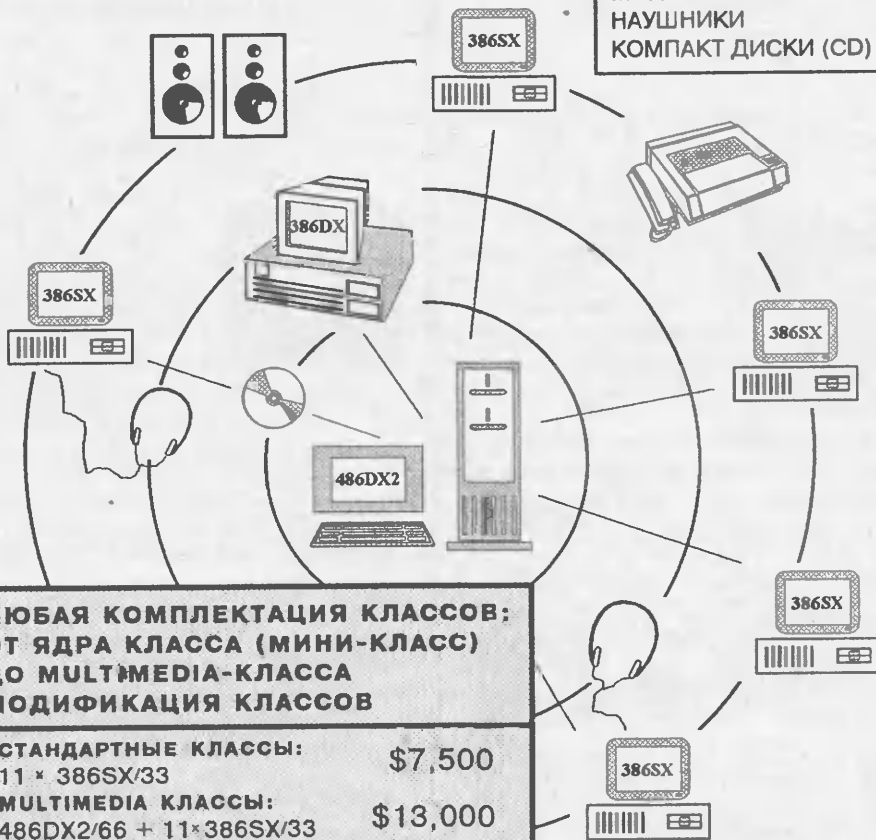 НАУШНИКИ
КОМПАКТ ДИСКИ (CD)
386SX
386DX
386SX
386SX
486DX2
386SX
ЮБАЯ КОМПЛЕКТАЦИЯ КЛАССОВ:
Т ЯДРА КЛАССА (МИНИ-КЛАСС)
О MULTIMEDIA-КЛАССА
ОДИФИКАЦИЯ КЛАССОВ
СТАНДАРТНЫЕ КЛАССЫ:
11 × 386SX/33 $7,500
MULTIMEDIA КЛАССЫ:
486DX2/66 + 11×386SX/33 $13,000
386SX